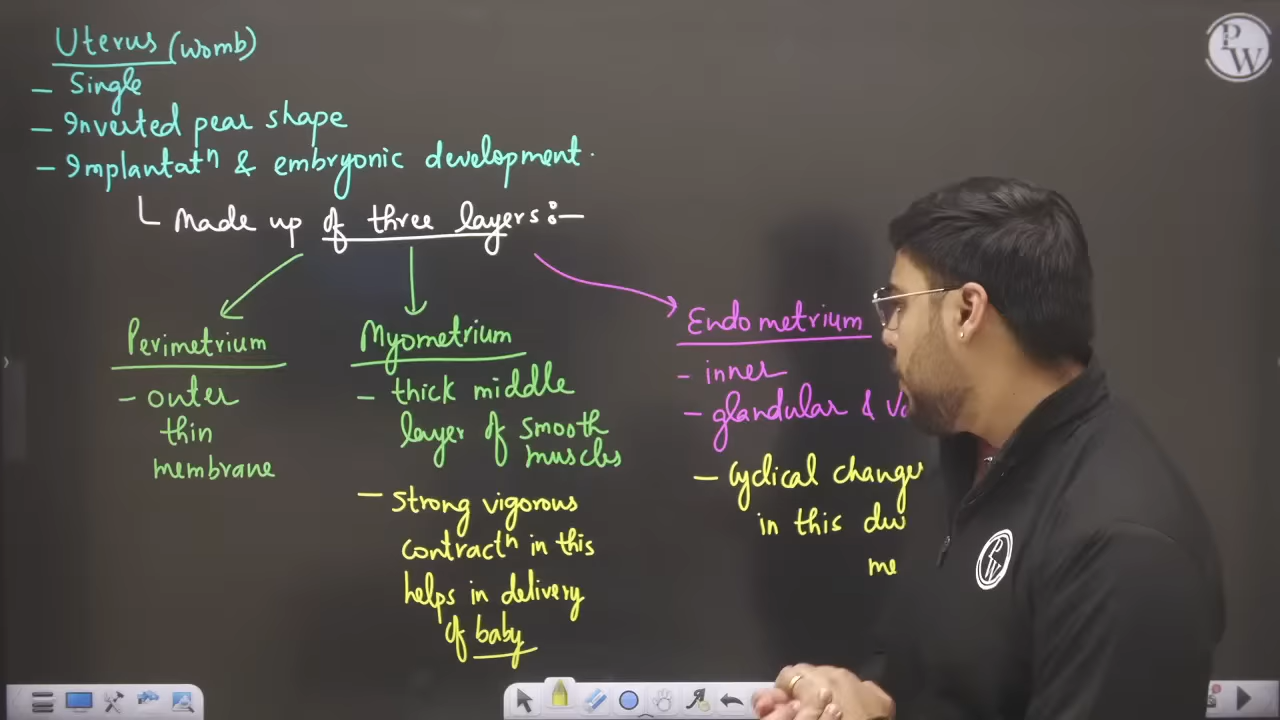 Uterus (womb)
– Single
– Inverted pear shape
– Implantatⁿ & embryonic development.
Made up of three layers:–
Perimetrium
– outer
thin
membrane
Myometrium
– thick middle
layer of smooth
muscles
– strong vigorous
contractⁿ in this
helps in delivery
of baby
Endometrium
– inner
– glandular &
– Cyclical changes
in this
PW
PW